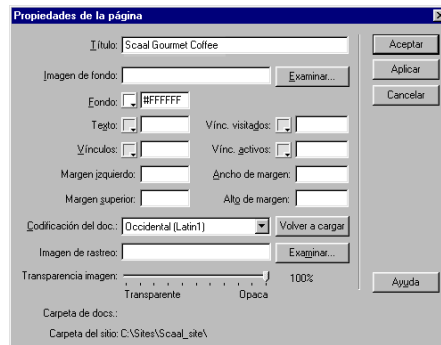 Propiedades de la página
Título: Scaal Gourmet Coffee
Aceptar
Imagen de fondo:
Examinar...
Aplicar
Fondo: #FFFFFF
Cancelar
Texto: Vínc. visitados:
Vínculos: Vínc. activos:
Margen izquierdo: Ancho de margen:
Margen superior: Alto de margen:
Codificación del doc.: Occidental (Latin1) Volver a cargar
Imagen de rastreo: Examinar...
Transparencia imagen: 100%
Transparente Opaca
Ayuda
Carpeta de docs.:
Carpeta del sitio: C:\Sites\Scaal_site\